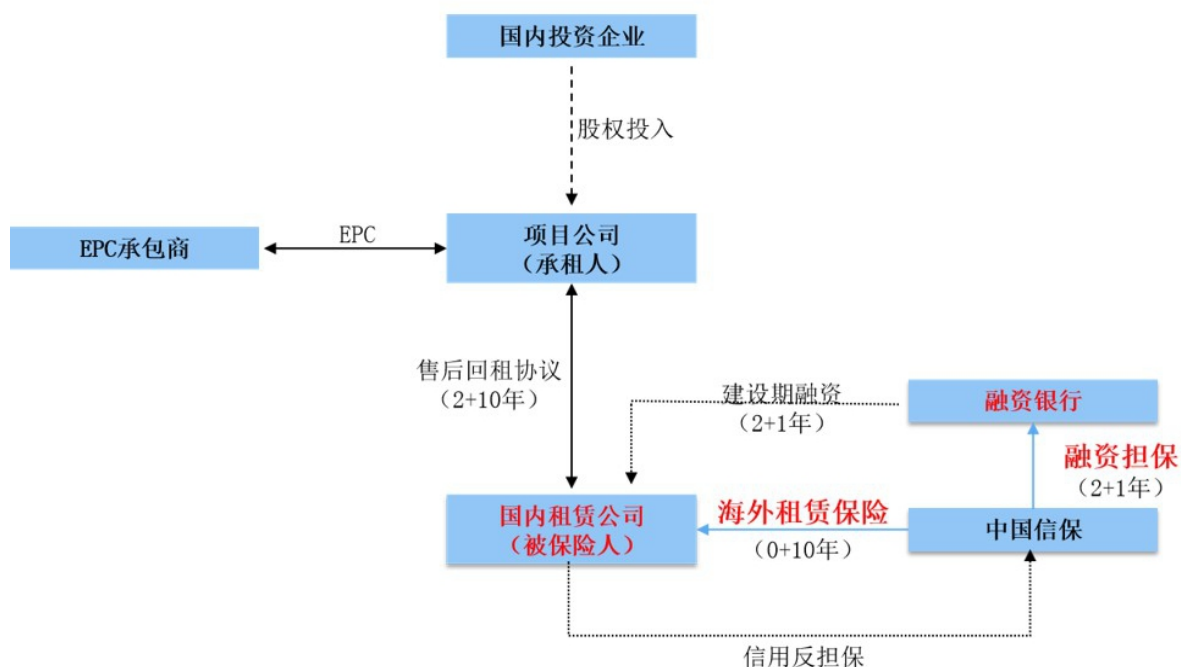 国内投资企业
股权投入
EPC承包商
EPC
项目公司
（承租人）
售后回租协议
（2+10年）
建设期融资
（2+1年）
融资银行
融资担保
（2+1年）
国内租赁公司
（被保险人）
海外租赁保险
（0+10年）
中国信保
信用反担保